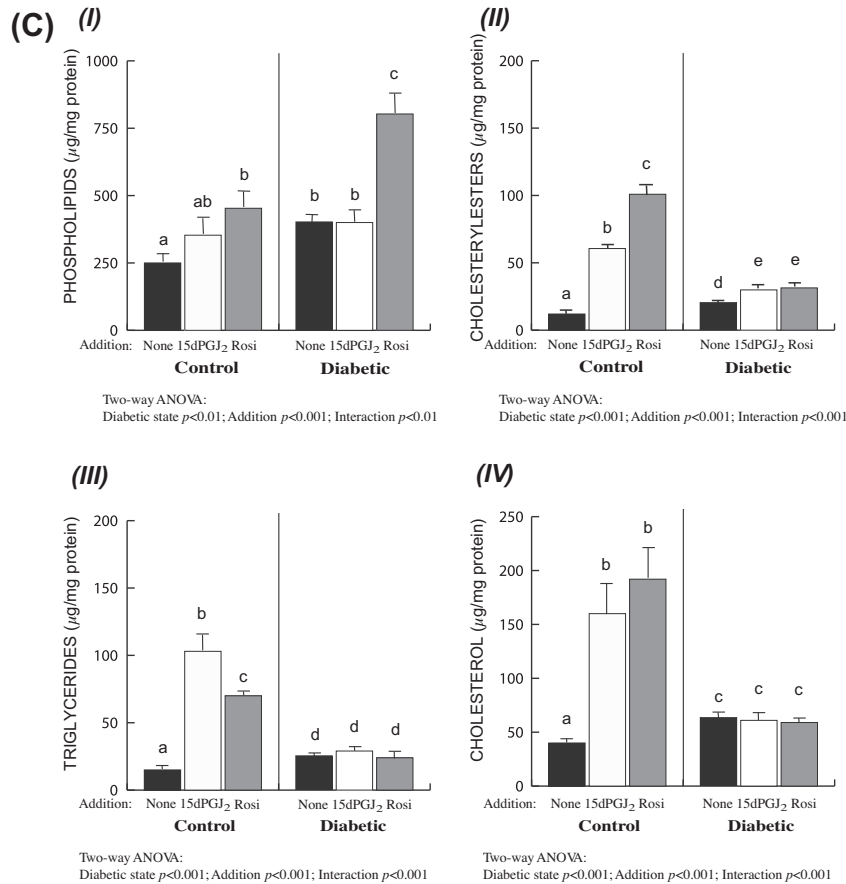 (C)
(I)
PHOSPHOLIPIDS (µg/mg protein)
1000
750
500
250
0
a
ab
b
b
b
c
Addition: None 15dPGJ2 Rosi None 15dPGJ2 Rosi
Control Diabetic
Two-way ANOVA:
Diabetic state p<0.01; Addition p<0.001; Interaction p<0.01
(II)
CHOLESTERYLESTERS (µg/mg protein)
200
150
100
50
0
a
b
c
d
e
e
None 15dPGJ2 Rosi None 15dPGJ2 Rosi
Control Diabetic
Two-way ANOVA:
Diabetic state p<0.001; Addition p<0.001; Interaction p<0.001
(III)
TRIGLYCERIDES (µg/mg protein)
200
150
100
50
0
a
b
c
d
d
d
Addition: None 15dPGJ2 Rosi None 15dPGJ2 Rosi
Control Diabetic
Two-way ANOVA:
Diabetic state p<0.001; Addition p<0.001; Interaction p<0.001
(IV)
CHOLESTEROL (µg/mg protein)
250
200
150
100
50
0
a
b
b
c
c
c
Addition: None 15dPGJ2 Rosi None 15dPGJ2 Rosi
Control Diabetic
Two-way ANOVA:
Diabetic state p<0.001; Addition p<0.001; Interaction p<0.001